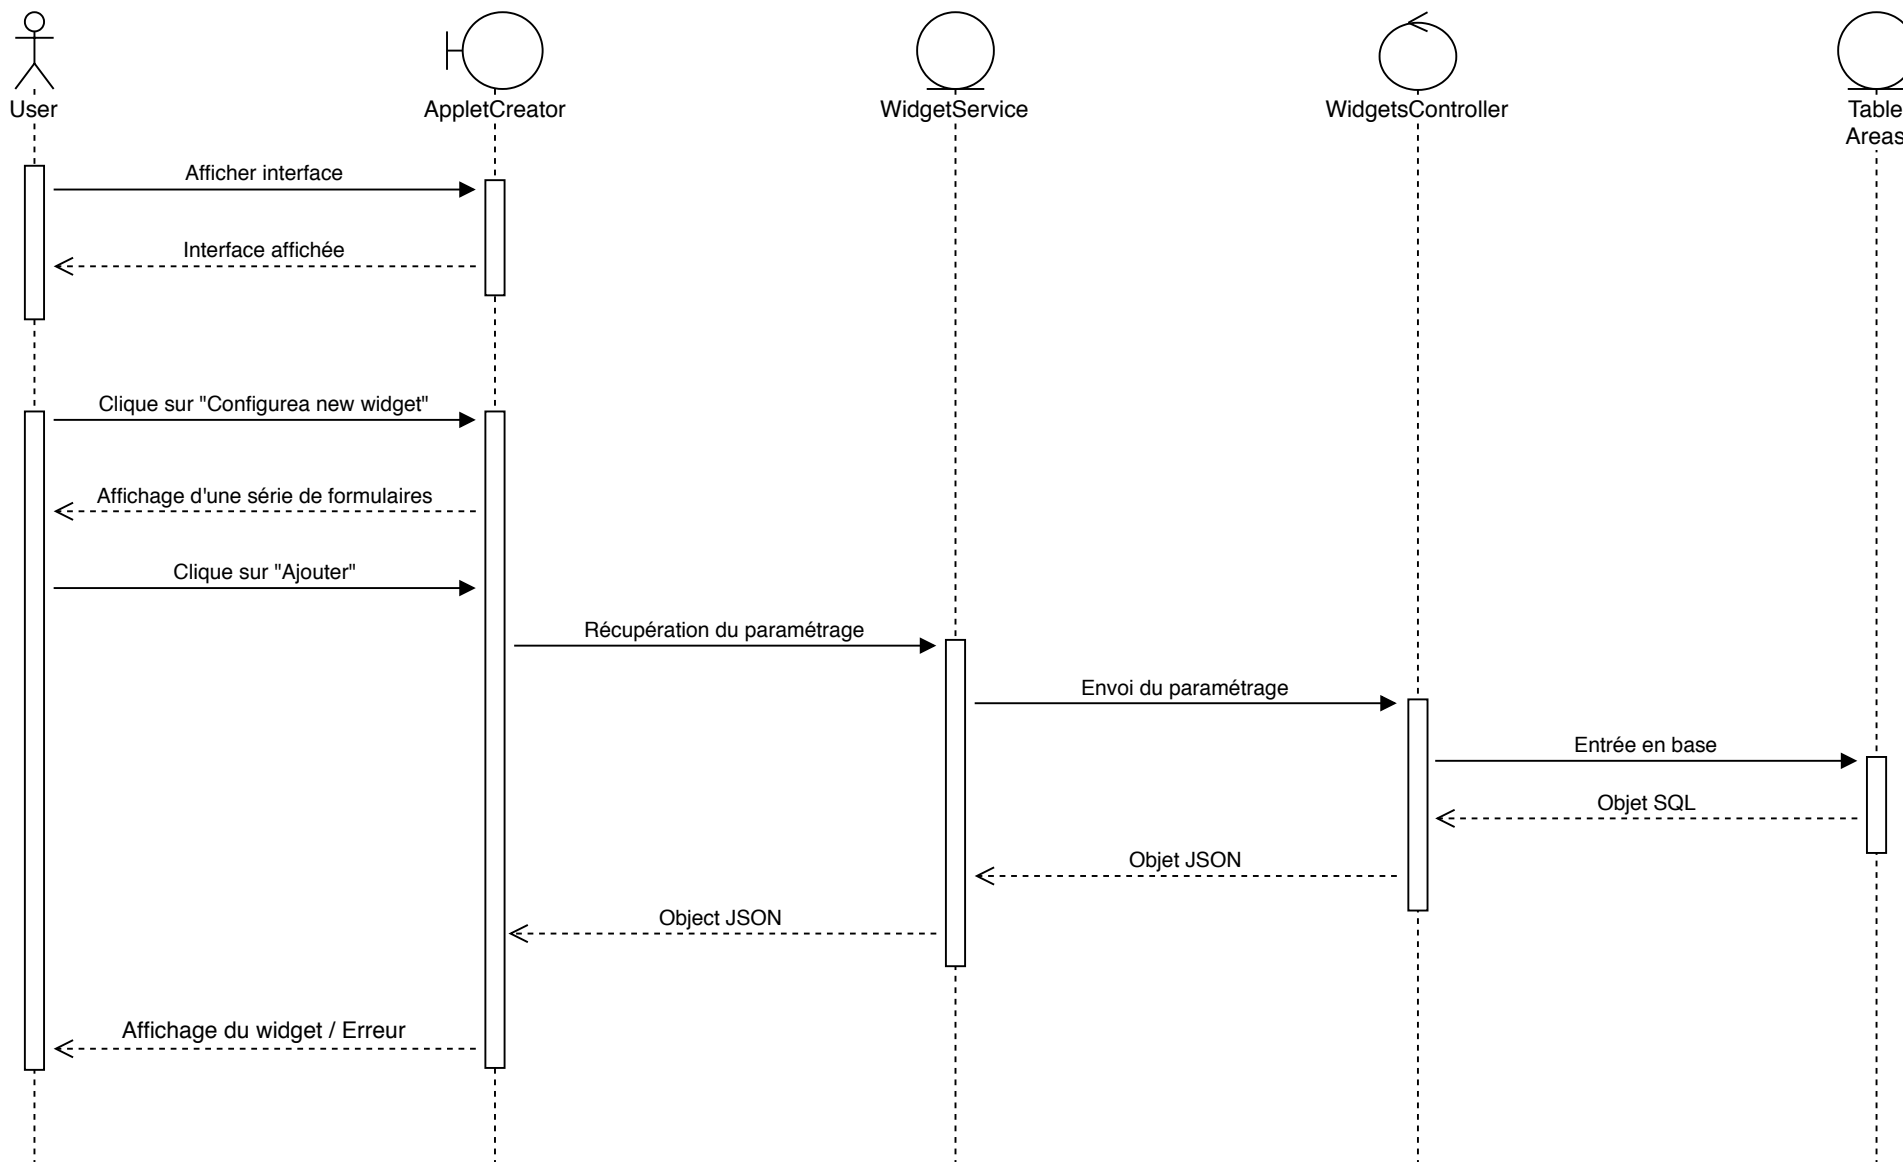 User
AppletCreator
WidgetService
WidgetsController
Table
Areas
Afficher interface
Interface affichée
Clique sur "Configurea new widget"
Affichage d'une série de formulaires
Clique sur "Ajouter"
Récupération du paramétrage
Envoi du paramétrage
Entrée en base
Objet SQL
Objet JSON
Object JSON
Affichage du widget / Erreur